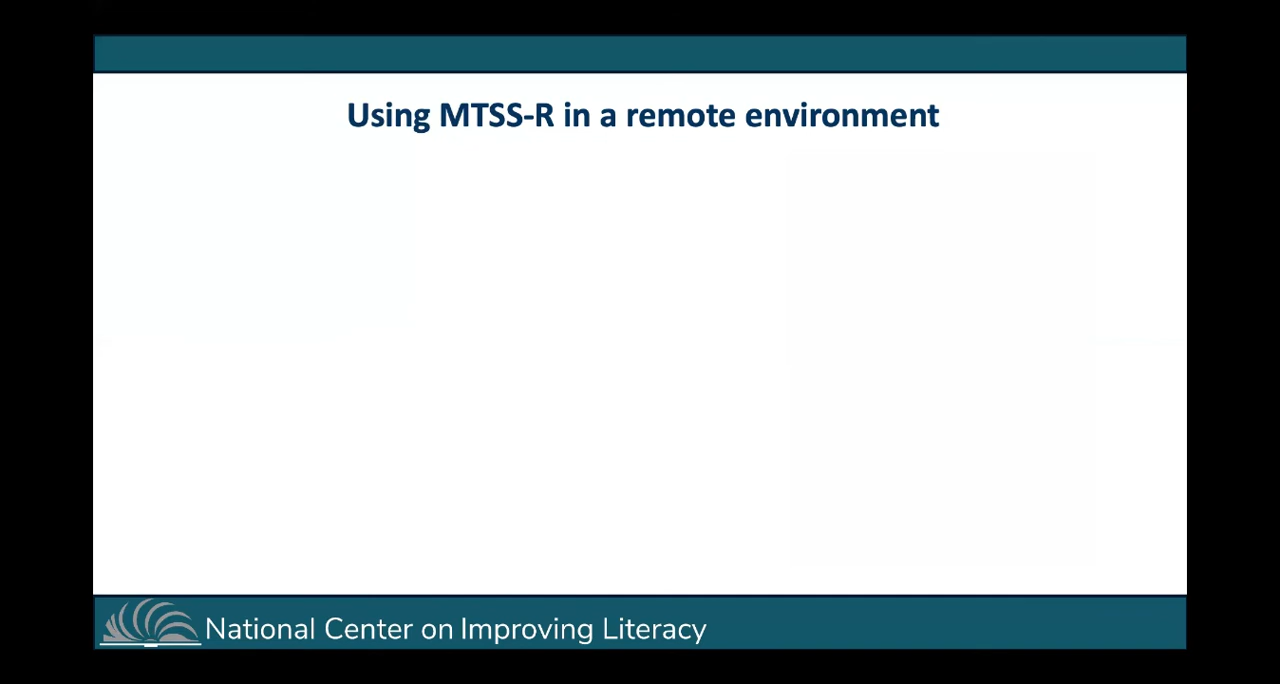 Using MTSS-R in a remote environment
National Center on Improving Literacy